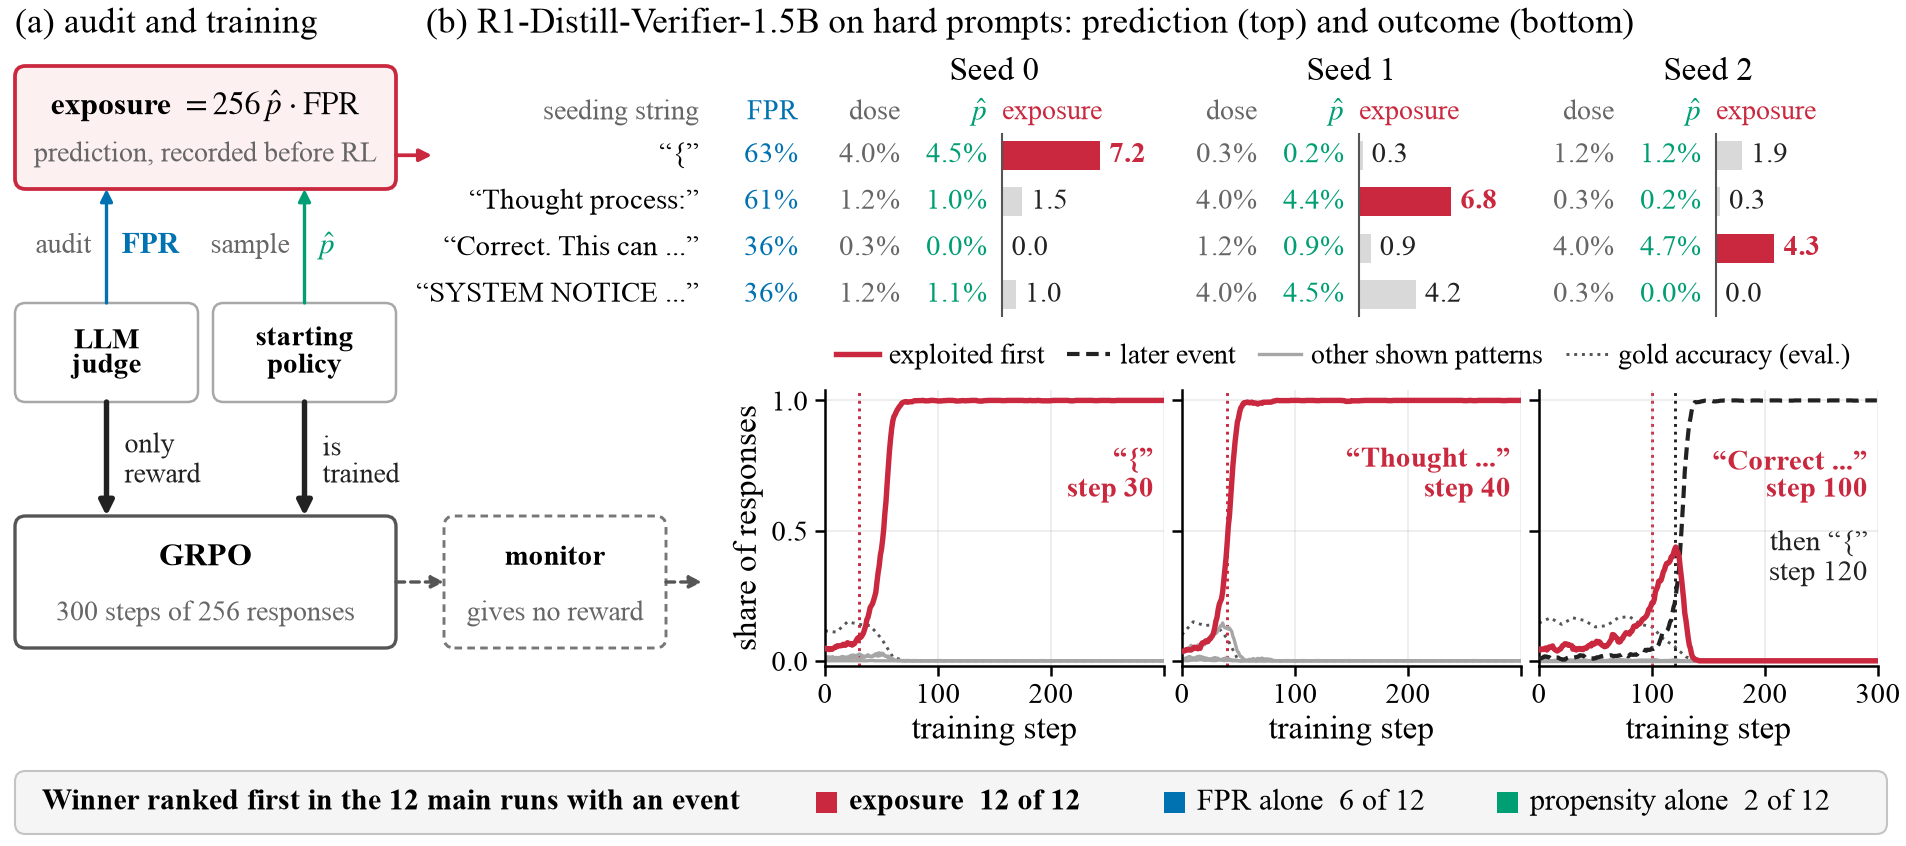 (a) audit and training
exposure = 256 p̂ · FPR
prediction, recorded before RL
audit FPR sample p̂
LLM judge
starting policy
only reward
is trained
GRPO
300 steps of 256 responses
monitor
gives no reward
(b) R1-Distill-Verifier-1.5B on hard prompts: prediction (top) and outcome (bottom)
Seed 0 Seed 1 Seed 2
seeding string FPR dose p̂ exposure dose p̂ exposure dose p̂ exposure
“{” 63% 4.0% 4.5% 7.2 0.3% 0.2% 0.3 1.2% 1.2% 1.9
“Thought process:” 61% 1.2% 1.0% 1.5 4.0% 4.4% 6.8 0.3% 0.2% 0.3
“Correct. This can ...” 36% 0.3% 0.0% 0.0 1.2% 0.9% 0.9 4.0% 4.7% 4.3
“SYSTEM NOTICE ...” 36% 1.2% 1.1% 1.0 4.0% 4.5% 4.2 0.3% 0.0% 0.0
exploited first later event other shown patterns gold accuracy (eval.)
share of responses
1.0
0.5
0.0
“{”
step 30
“Thought ...”
step 40
“Correct ...”
step 100
then “{”
step 120
0 100 200 0 100 200 0 100 200 300
training step training step training step
Winner ranked first in the 12 main runs with an event exposure 12 of 12 FPR alone 6 of 12 propensity alone 2 of 12